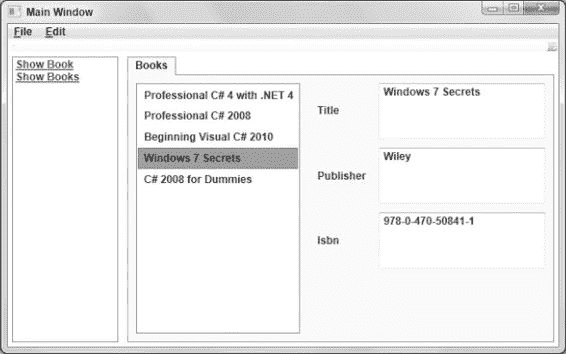 Main Window
File Edit
Show Book
Show Books
Books
Professional C# 4 with .NET 4
Professional C# 2008
Beginning Visual C# 2010
Windows 7 Secrets
C# 2008 for Dummies
Title
Windows 7 Secrets
Publisher
Wiley
Isbn
978-0-470-50841-1